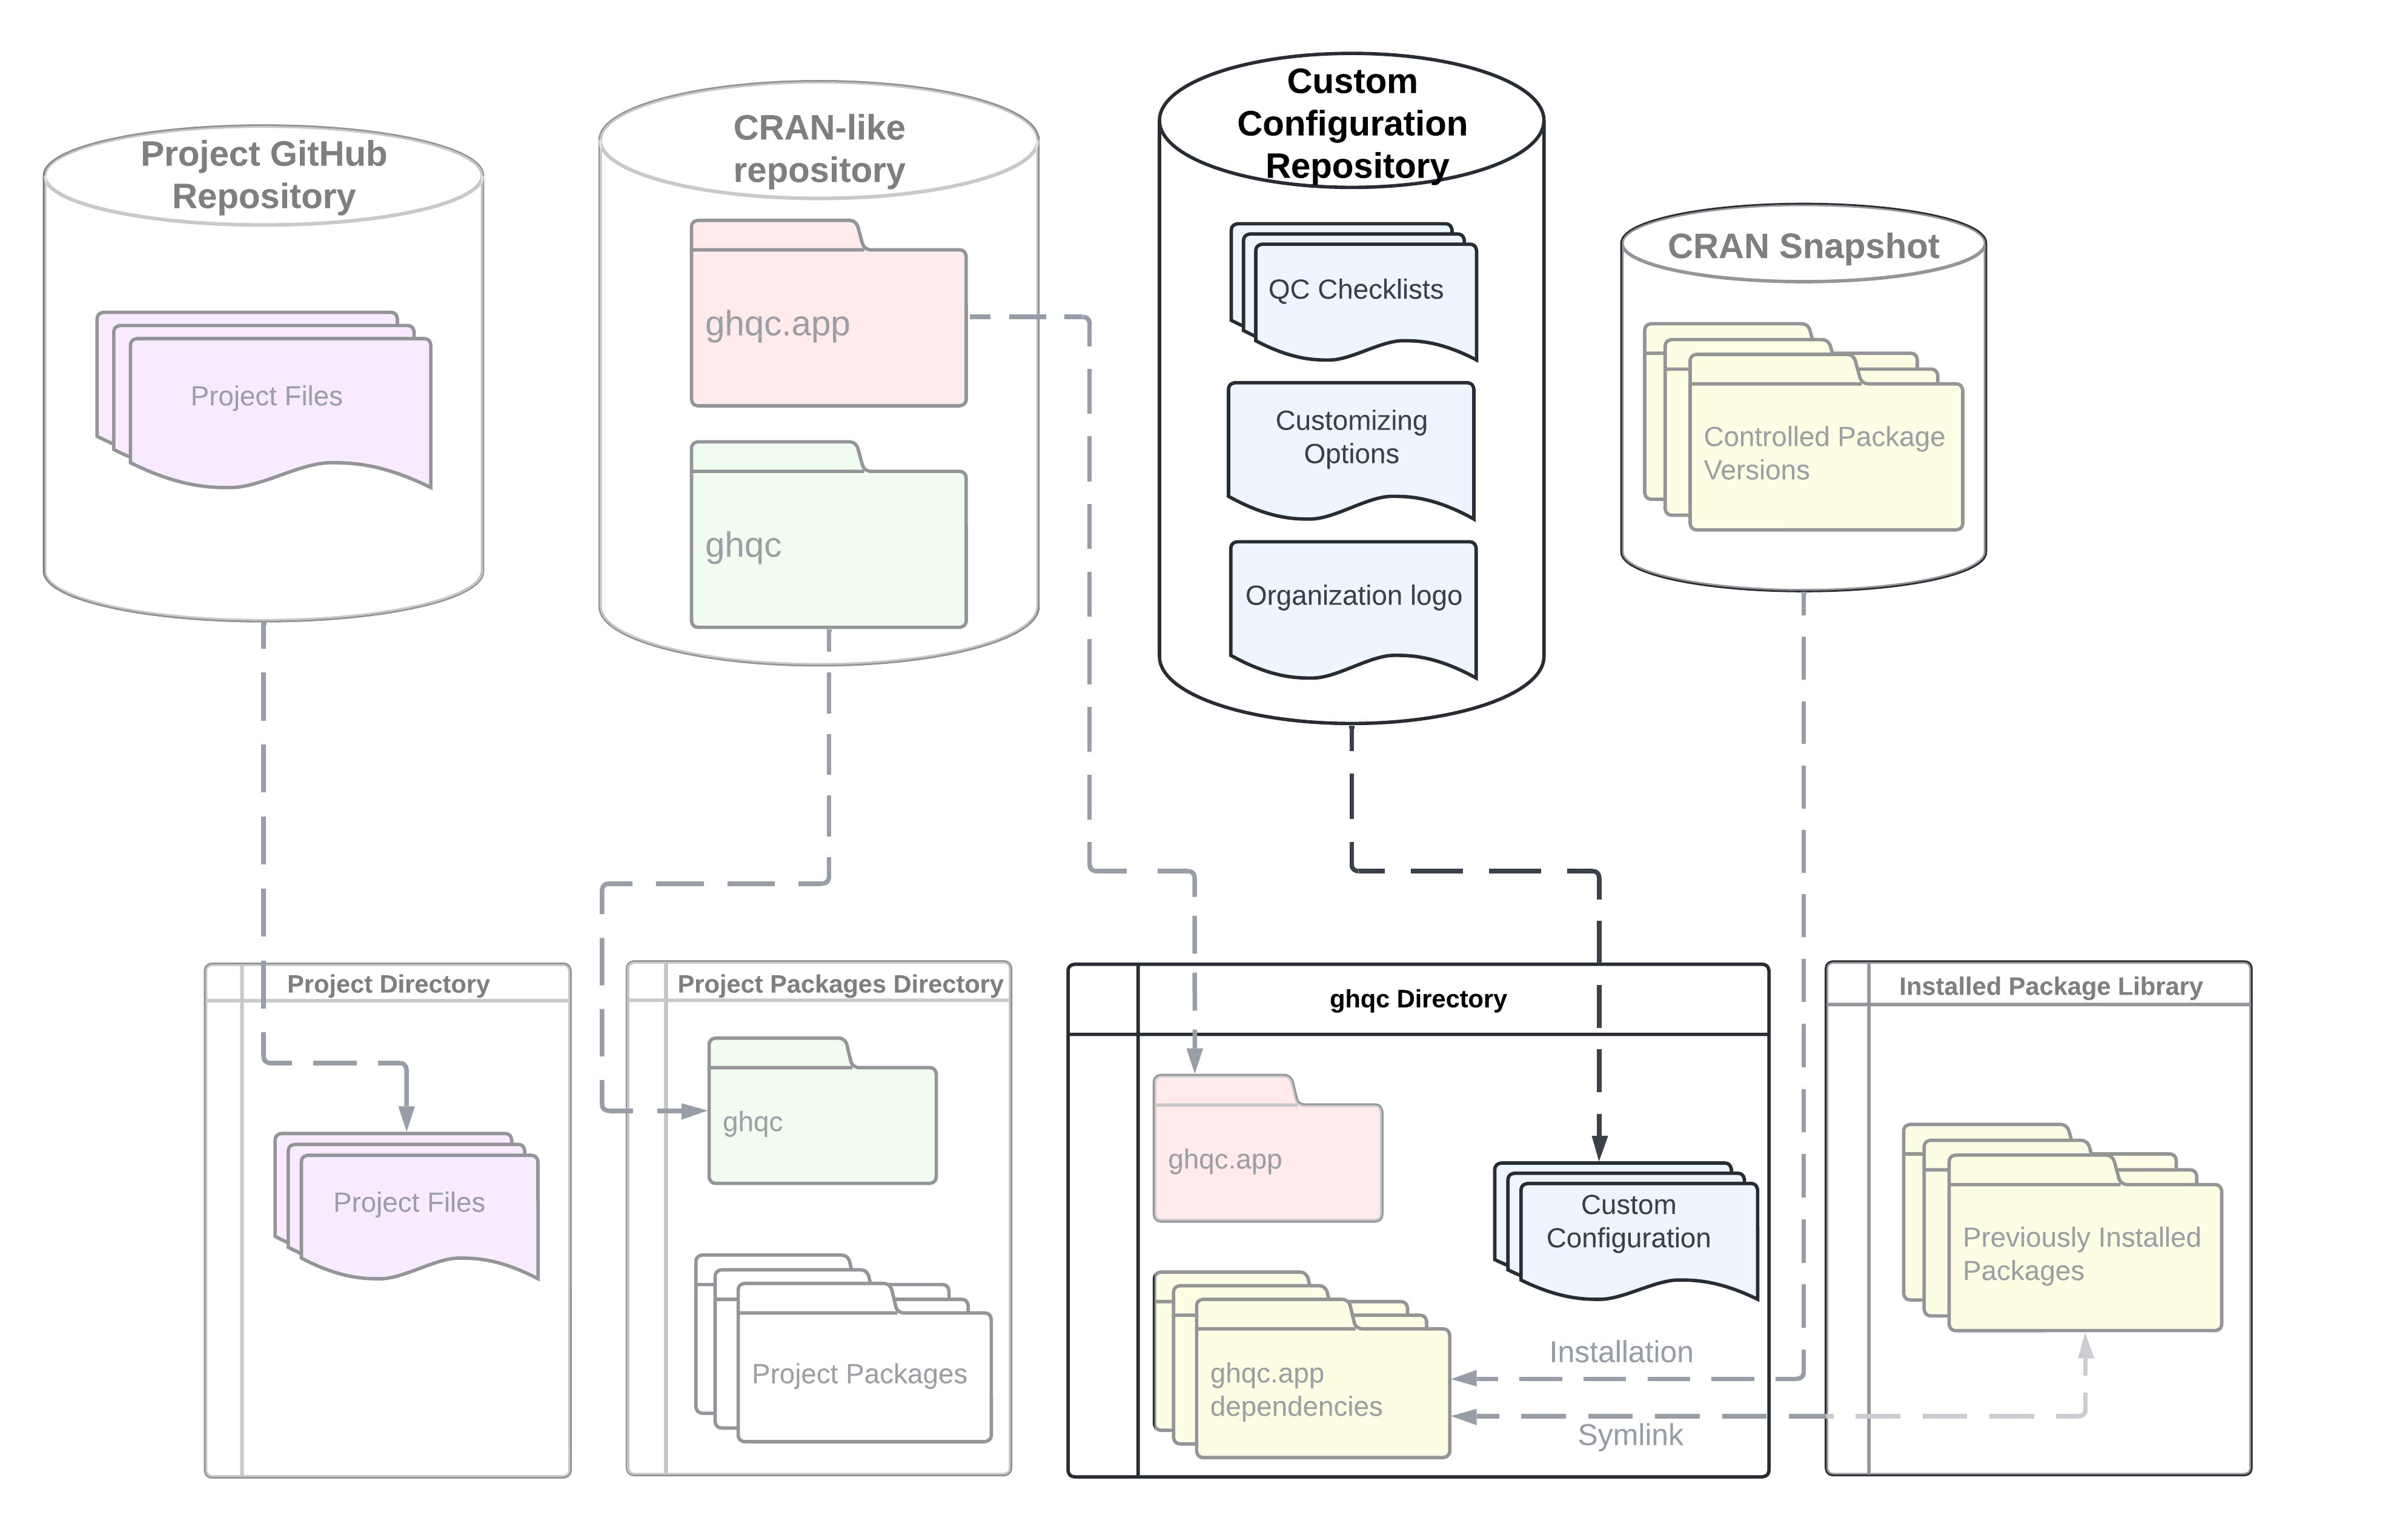 Project GitHub
Repository
Project Files
CRAN-like
repository
ghqc.app
ghqc
Custom
Configuration
Repository
QC Checklists
Customizing
Options
Organization logo
CRAN Snapshot
Controlled Package
Versions
Project Directory
Project Files
Project Packages Directory
ghqc
Project Packages
ghqc Directory
ghqc.app
Custom
Configuration
ghqc.app
dependencies
Installation
Symlink
Installed Package Library
Previously Installed
Packages